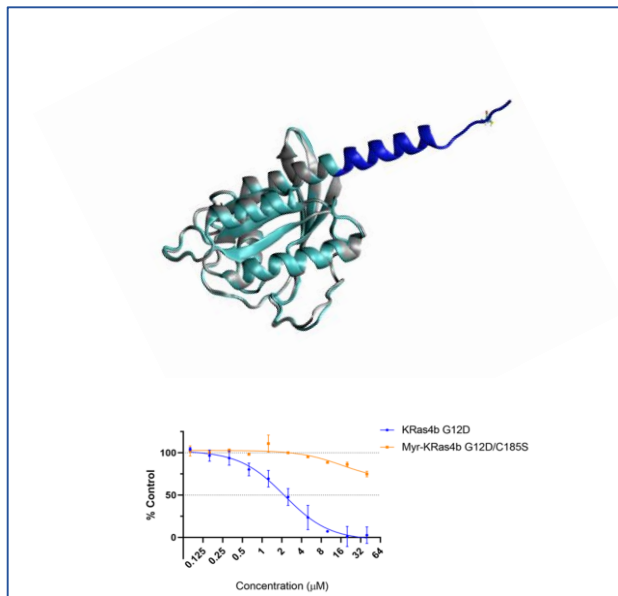 KRas4b G12D
Myr-KRas4b G12D/C185S
% Control
100
50
0
0.125 0.25 0.5 1 2 4 8 16 32 64
Concentration (μM)